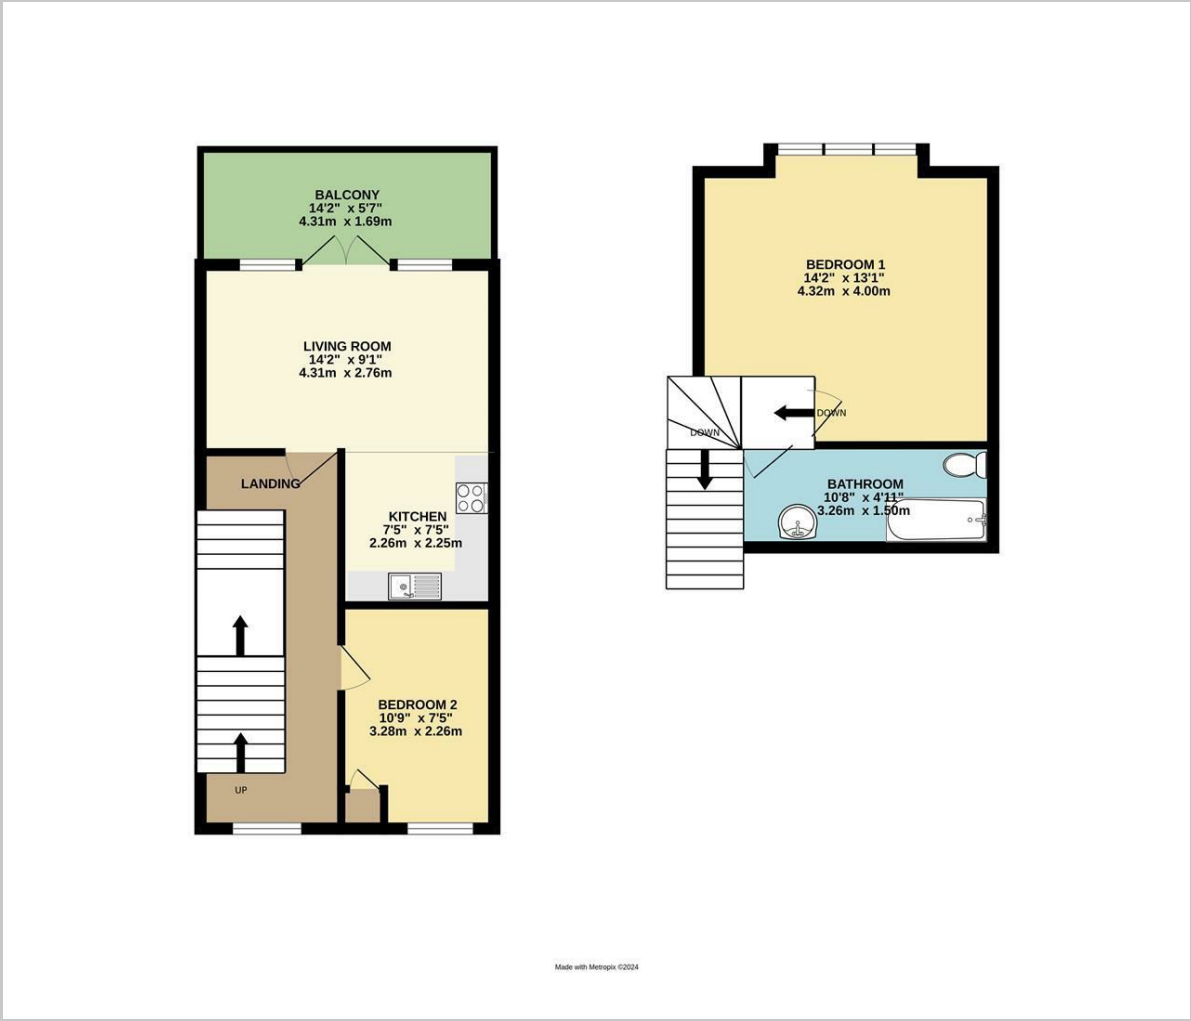 BALCONY
14'2" x 5'7"
4.31m x 1.69m
LIVING ROOM
14'2" x 9'1"
4.31m x 2.76m
LANDING
KITCHEN
7'5" x 7'5"
2.26m x 2.25m
BEDROOM 2
10'9" x 7'5"
3.28m x 2.26m
UP
BEDROOM 1
14'2" x 13'1"
4.32m x 4.00m
DOWN
DOWN
BATHROOM
10'8" x 4'11"
3.26m x 1.50m
Made with Metropix ©2024